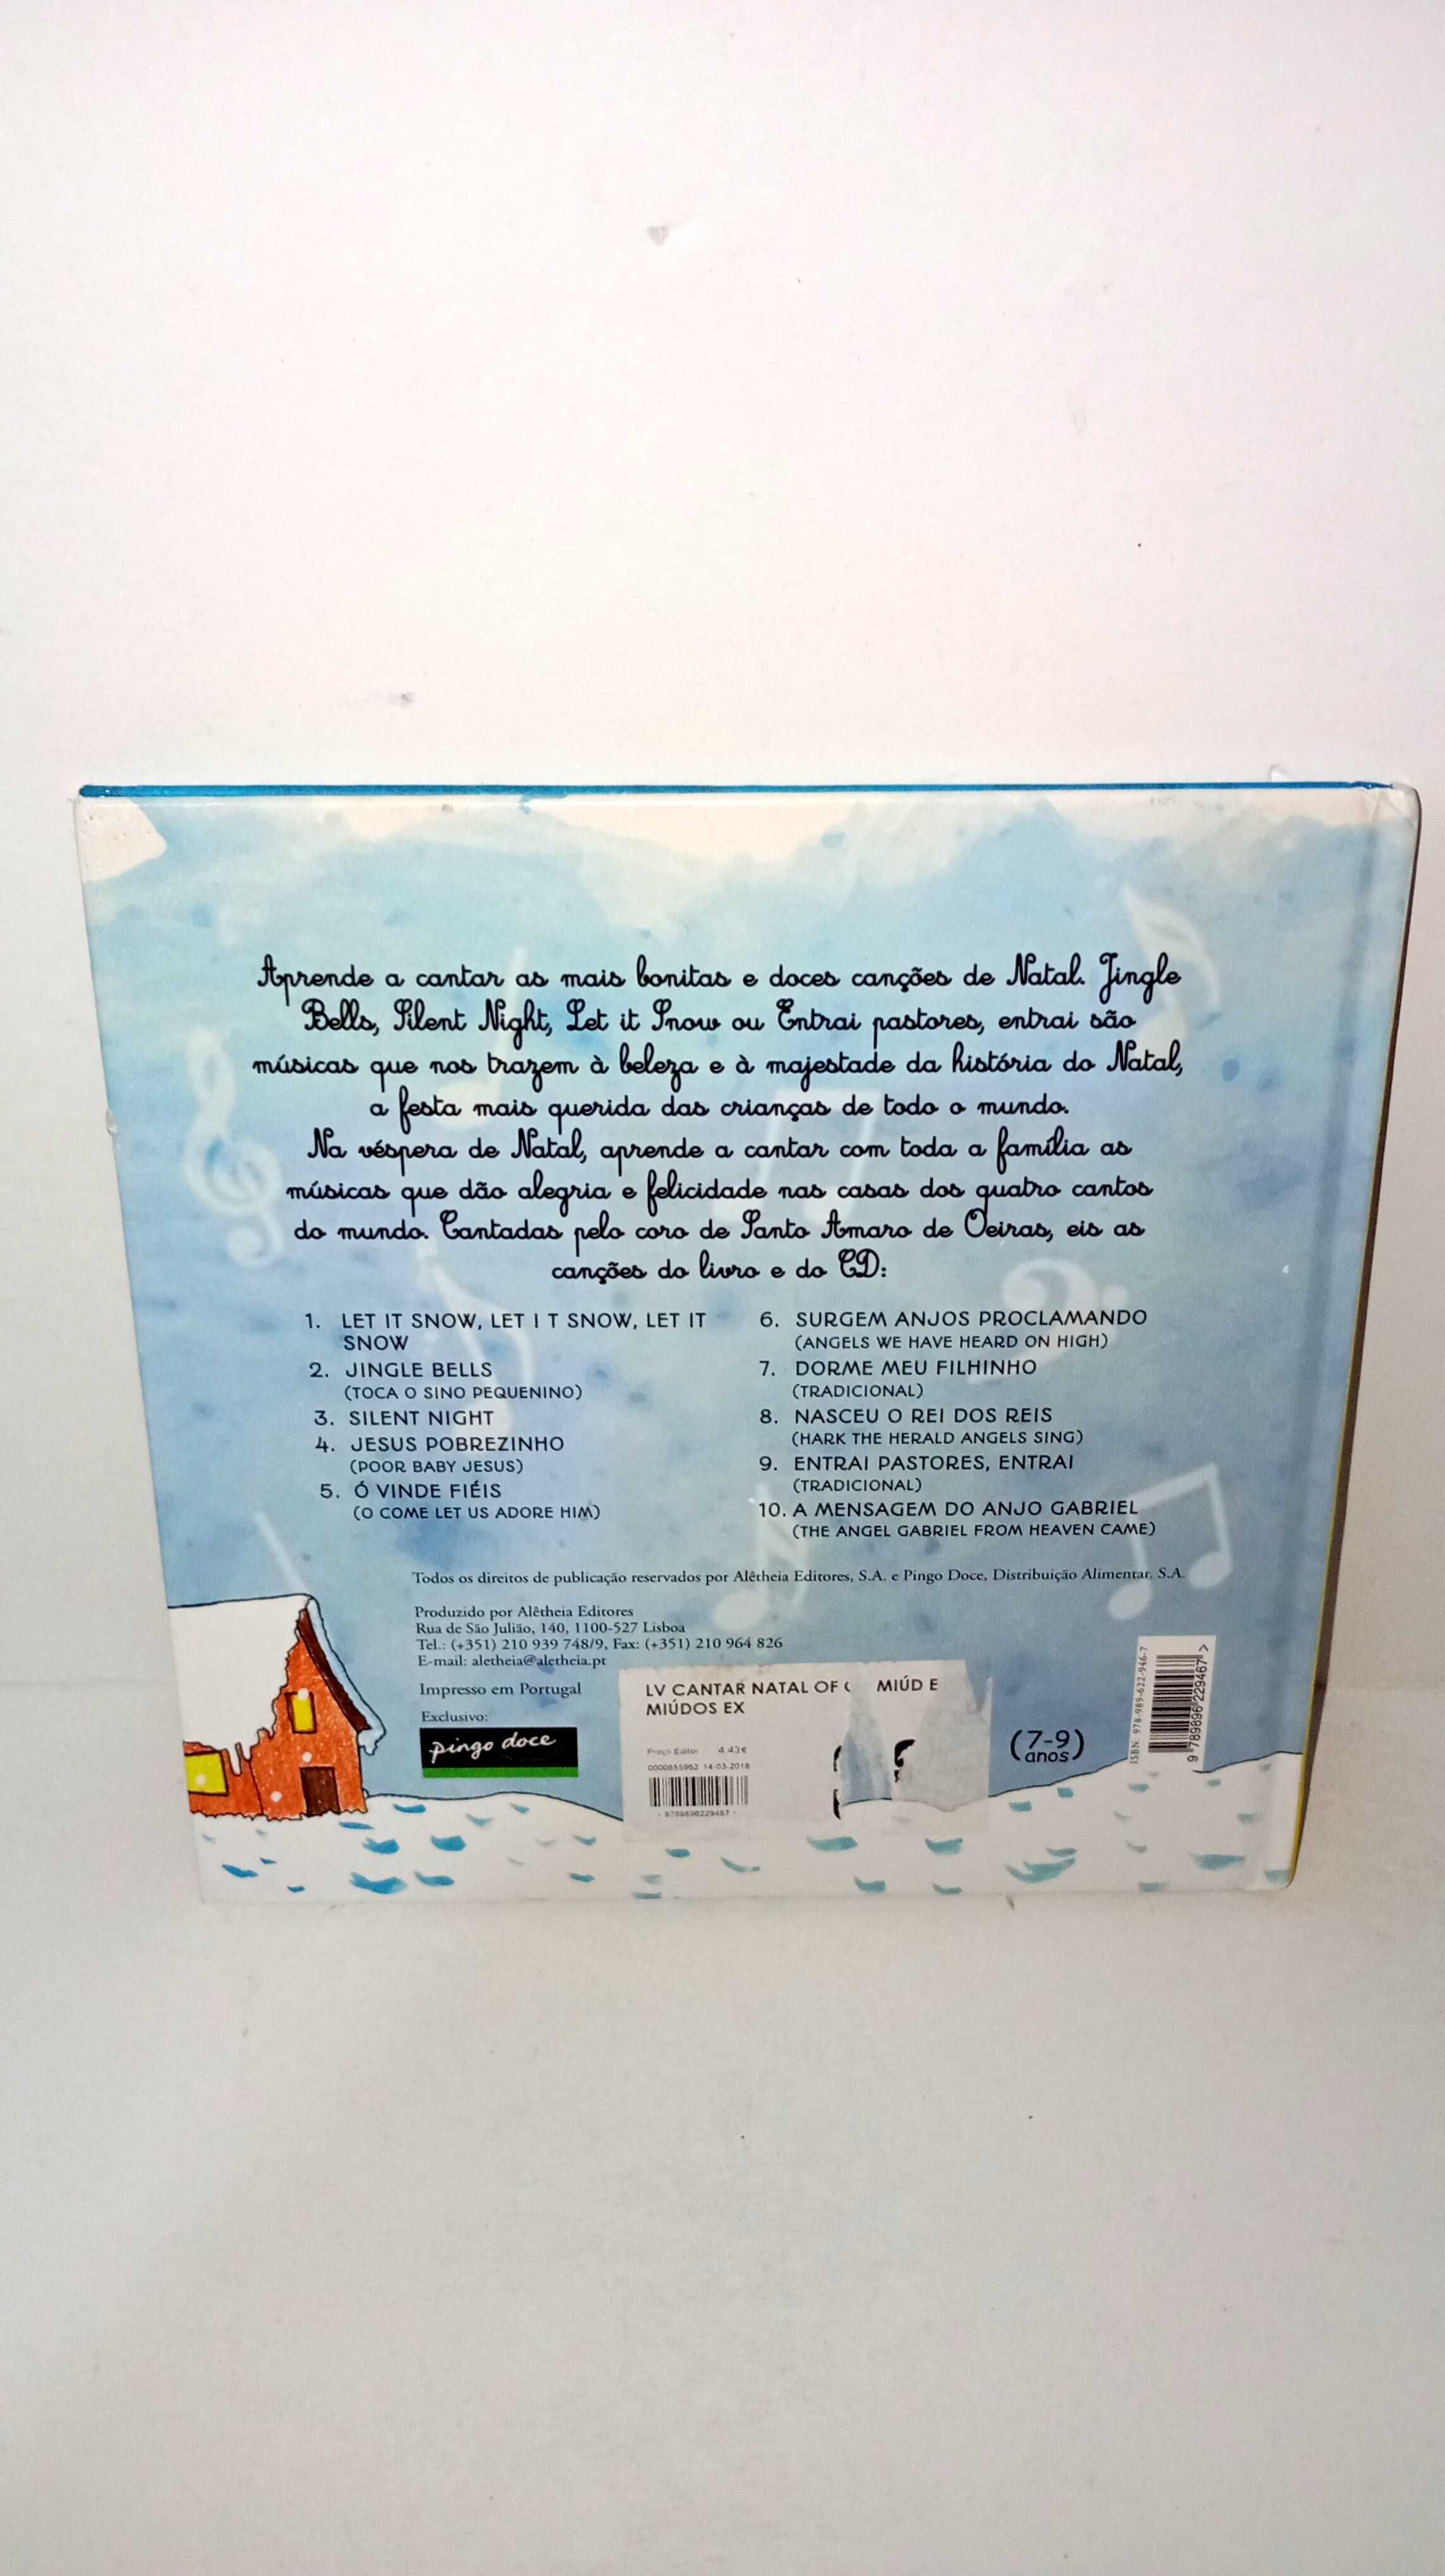 Aprende a cantar as mais bonitas e doces canções de Natal. Jingle
Bells, Silent Night, Let it Snow ou Entrai pastores, entrai são
músicas que nos trazem à beleza e à majestade da história do Natal,
a festa mais querida das crianças de todo o mundo.
Na véspera de Natal, aprende a cantar com toda a família as
músicas que dão alegria e felicidade nas casas dos quatro cantos
do mundo. Cantadas pelo coro de Santo Amaro de Oeiras, eis as
canções do livro e do CD:
1. LET IT SNOW, LET I T SNOW, LET IT
SNOW
2. JINGLE BELLS
(TOCA O SINO PEQUENINO)
3. SILENT NIGHT
4. JESUS POBREZINHO
(POOR BABY JESUS)
5. Ó VINDE FIÉIS
(O COME LET US ADORE HIM)
6. SURGEM ANJOS PROCLAMANDO
(ANGELS WE HAVE HEARD ON HIGH)
7. DORME MEU FILHINHO
(TRADICIONAL)
8. NASCEU O REI DOS REIS
(HARK THE HERALD ANGELS SING)
9. ENTRAI PASTORES, ENTRAI
(TRADICIONAL)
10. A MENSAGEM DO ANJO GABRIEL
(THE ANGEL GABRIEL FROM HEAVEN CAME)
Todos os direitos de publicação reservados por Alêtheia Editores, S.A. e Pingo Doce, Distribuição Alimentar, S.A.
Produzido por Alêtheia Editores
Rua de São Julião, 140, 1100-527 Lisboa
Tel.: (+351) 210 939 748/9, Fax: (+351) 210 964 826
E-mail: aletheia@aletheia.pt
Impresso em Portugal
Exclusivo:
pingo doce
LV CANTAR NATAL OF MIÚD E
MIÚDOS EX
Preço Editor 4.43€
14-03-2018
9789896229467
(7-9)
anos
ISBN: 978-989-622-946-7
9 789896 229467 >